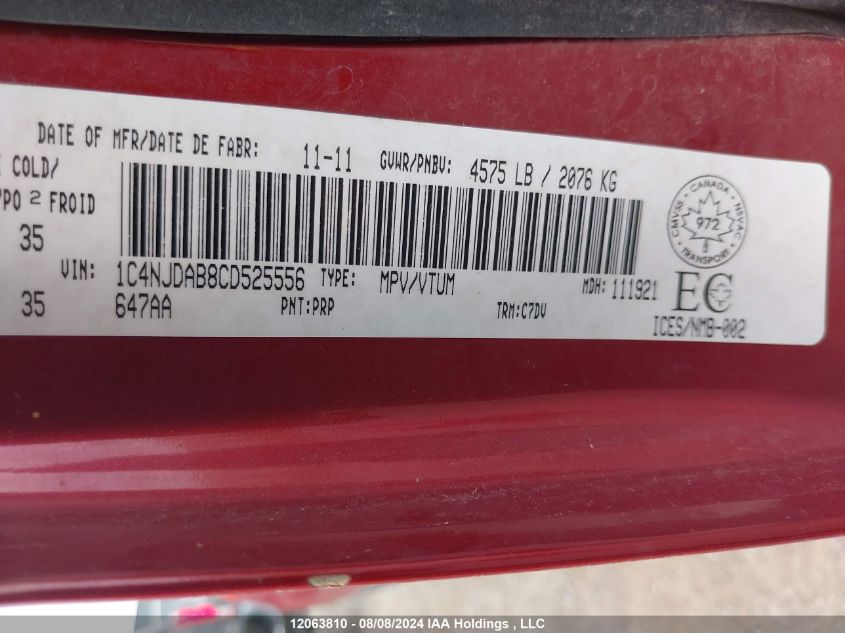 DATE OF MFR/DATE DE FABR: 11-11 GVWR/PNBV: 4575 LB / 2076 KG
COLD/
PO 2 FROID
35
VIN: 1C4NJDAB8CD525556 TYPE: MPV/VTUM MDH: 111921
35 647AA PNT:PRP TRM:C7DV
CANADA
CMVSS 972 NSVAC
TRANSPORT
EC
ICES/NMB-002
12063810 - 08/08/2024 IAA Holdings , LLC